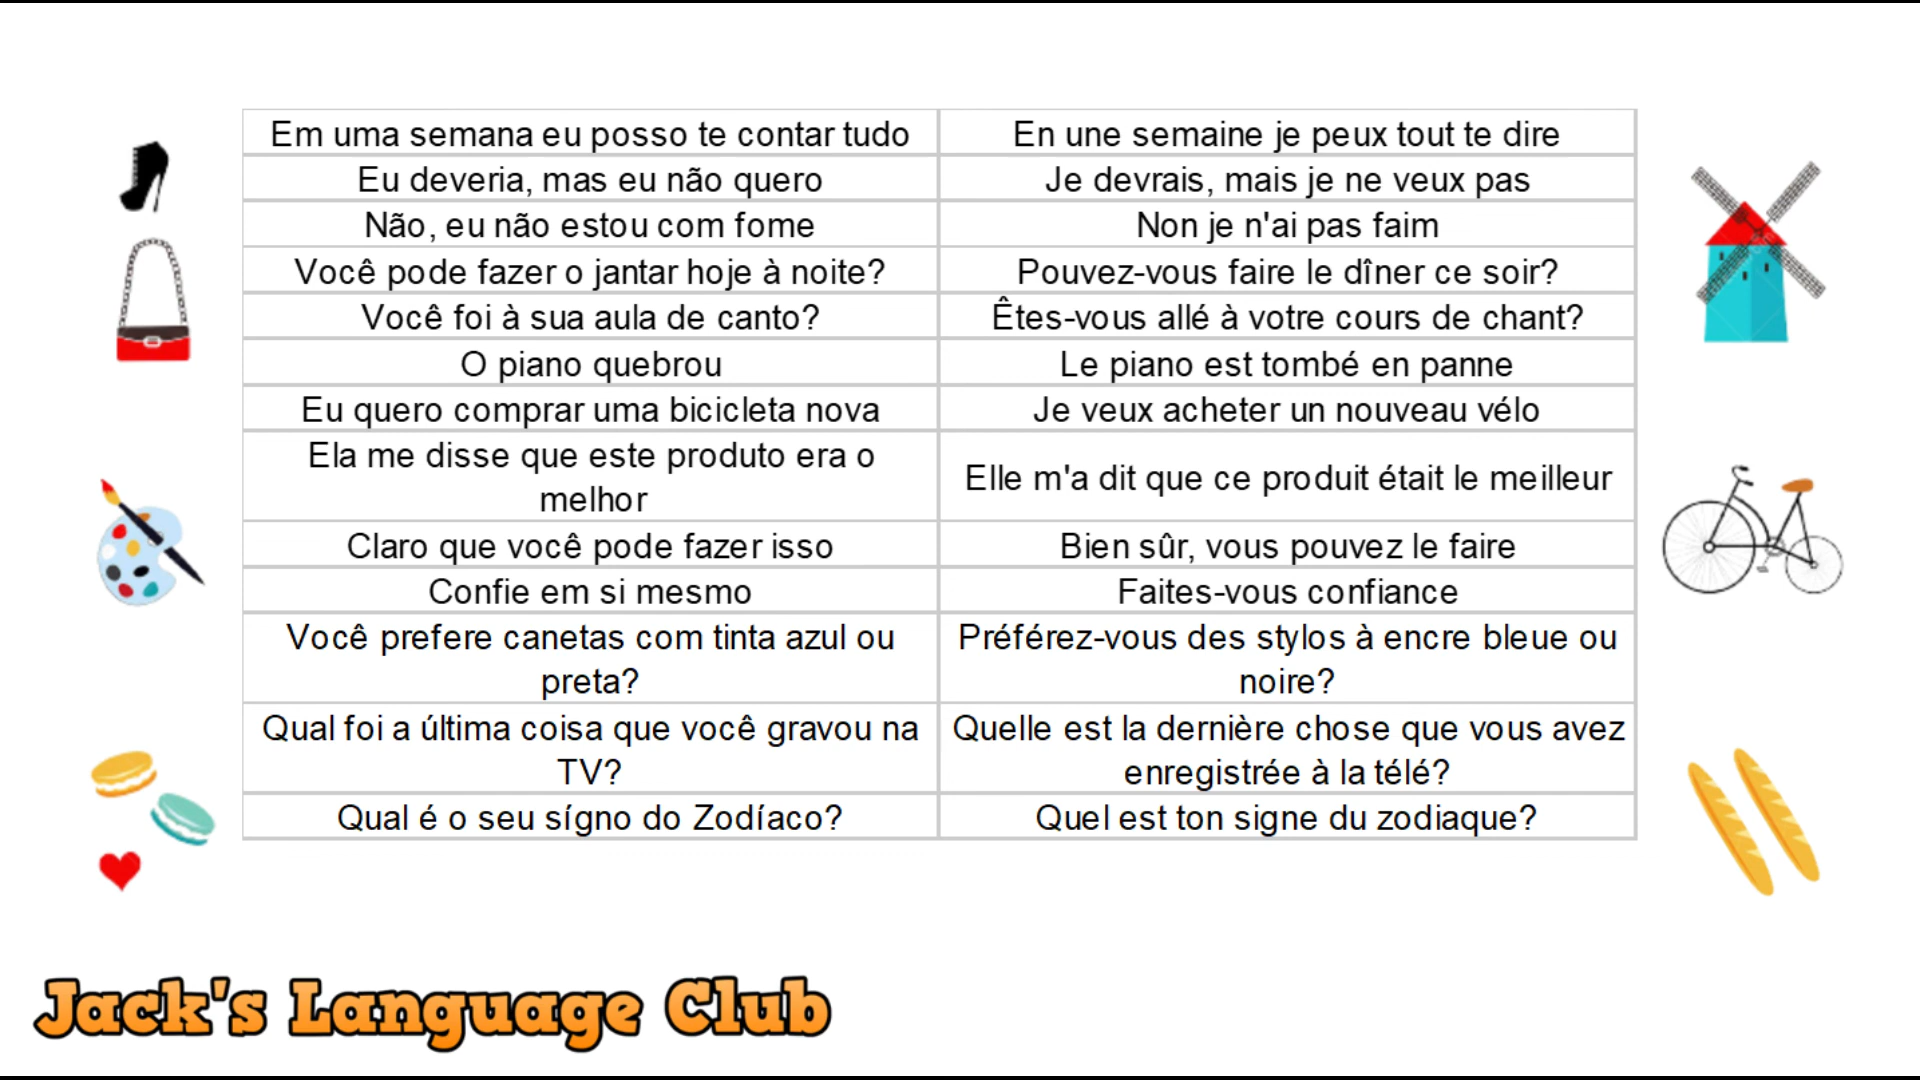 Em uma semana eu posso te contar tudo
En une semaine je peux tout te dire
Eu deveria, mas eu não quero
Je devrais, mais je ne veux pas
Não, eu não estou com fome
Non je n'ai pas faim
Você pode fazer o jantar hoje à noite?
Pouvez-vous faire le dîner ce soir?
Você foi à sua aula de canto?
Êtes-vous allé à votre cours de chant?
O piano quebrou
Le piano est tombé en panne
Eu quero comprar uma bicicleta nova
Je veux acheter un nouveau vélo
Ela me disse que este produto era o
melhor
Elle m'a dit que ce produit était le meilleur
Claro que você pode fazer isso
Bien sûr, vous pouvez le faire
Confie em si mesmo
Faites-vous confiance
Você prefere canetas com tinta azul ou
preta?
Préférez-vous des stylos à encre bleue ou
noire?
Qual foi a última coisa que você gravou na
TV?
Quelle est la dernière chose que vous avez
enregistrée à la télé?
Qual é o seu sígno do Zodíaco?
Quel est ton signe du zodiaque?
Jack's Language Club